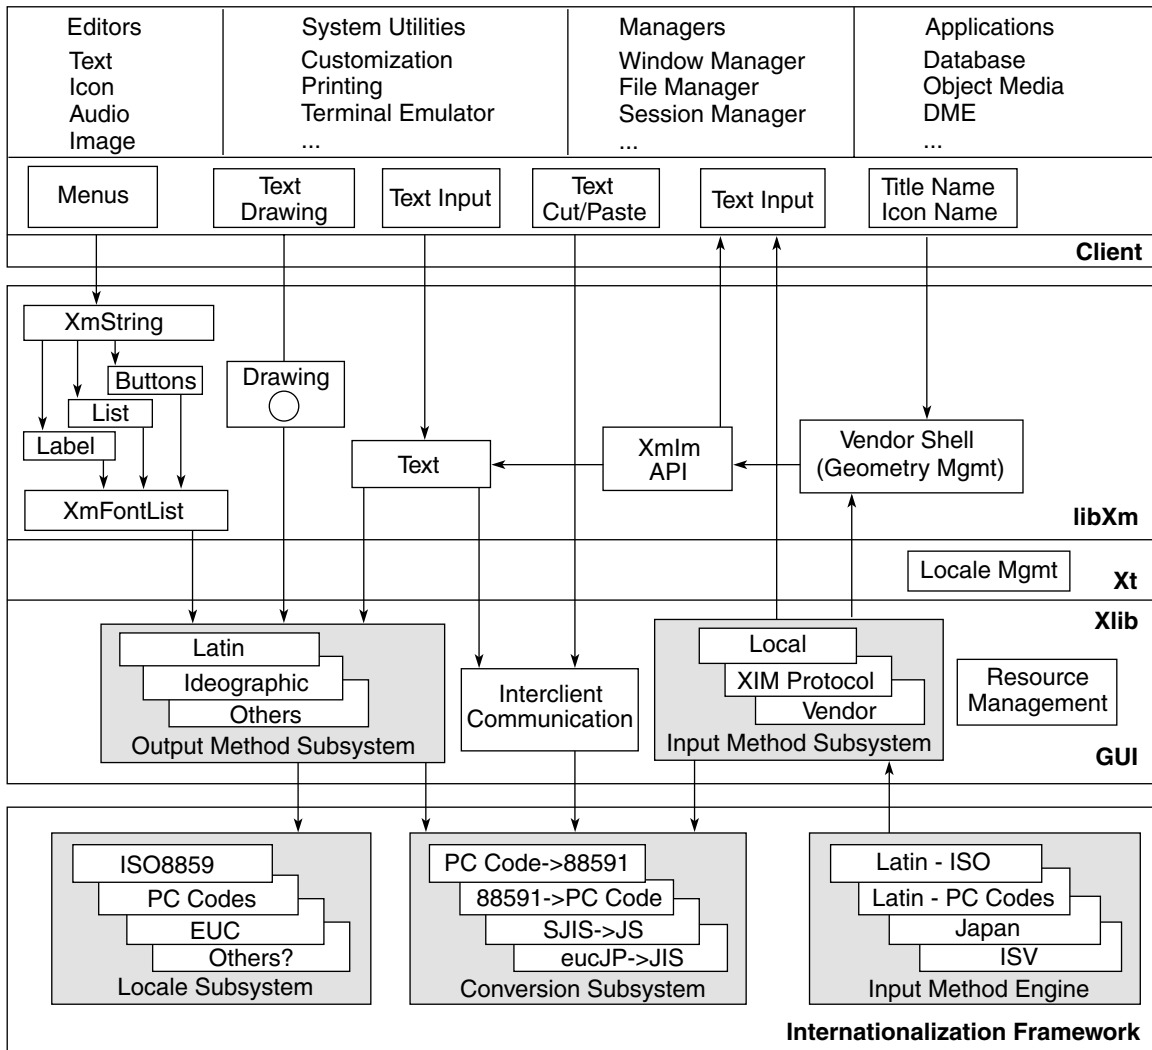 Editors
Text
Icon
Audio
Image
System Utilities
Customization
Printing
Terminal Emulator
...
Managers
Window Manager
File Manager
Session Manager
...
Applications
Database
Object Media
DME
...
Menus
Text
Drawing
Text Input
Text
Cut/Paste
Text Input
Title Name
Icon Name
Client
XmString
Buttons
List
Label
XmFontList
Drawing
Text
XmIm
API
Vendor Shell
(Geometry Mgmt)
libXm
Locale Mgmt
Xt
Xlib
Latin
Ideographic
Others
Output Method Subsystem
Interclient
Communication
Local
XIM Protocol
Vendor
Input Method Subsystem
Resource
Management
GUI
ISO8859
PC Codes
EUC
Others?
Locale Subsystem
PC Code->88591
88591->PC Code
SJIS->JS
eucJP->JIS
Conversion Subsystem
Latin - ISO
Latin - PC Codes
Japan
ISV
Input Method Engine
Internationalization Framework